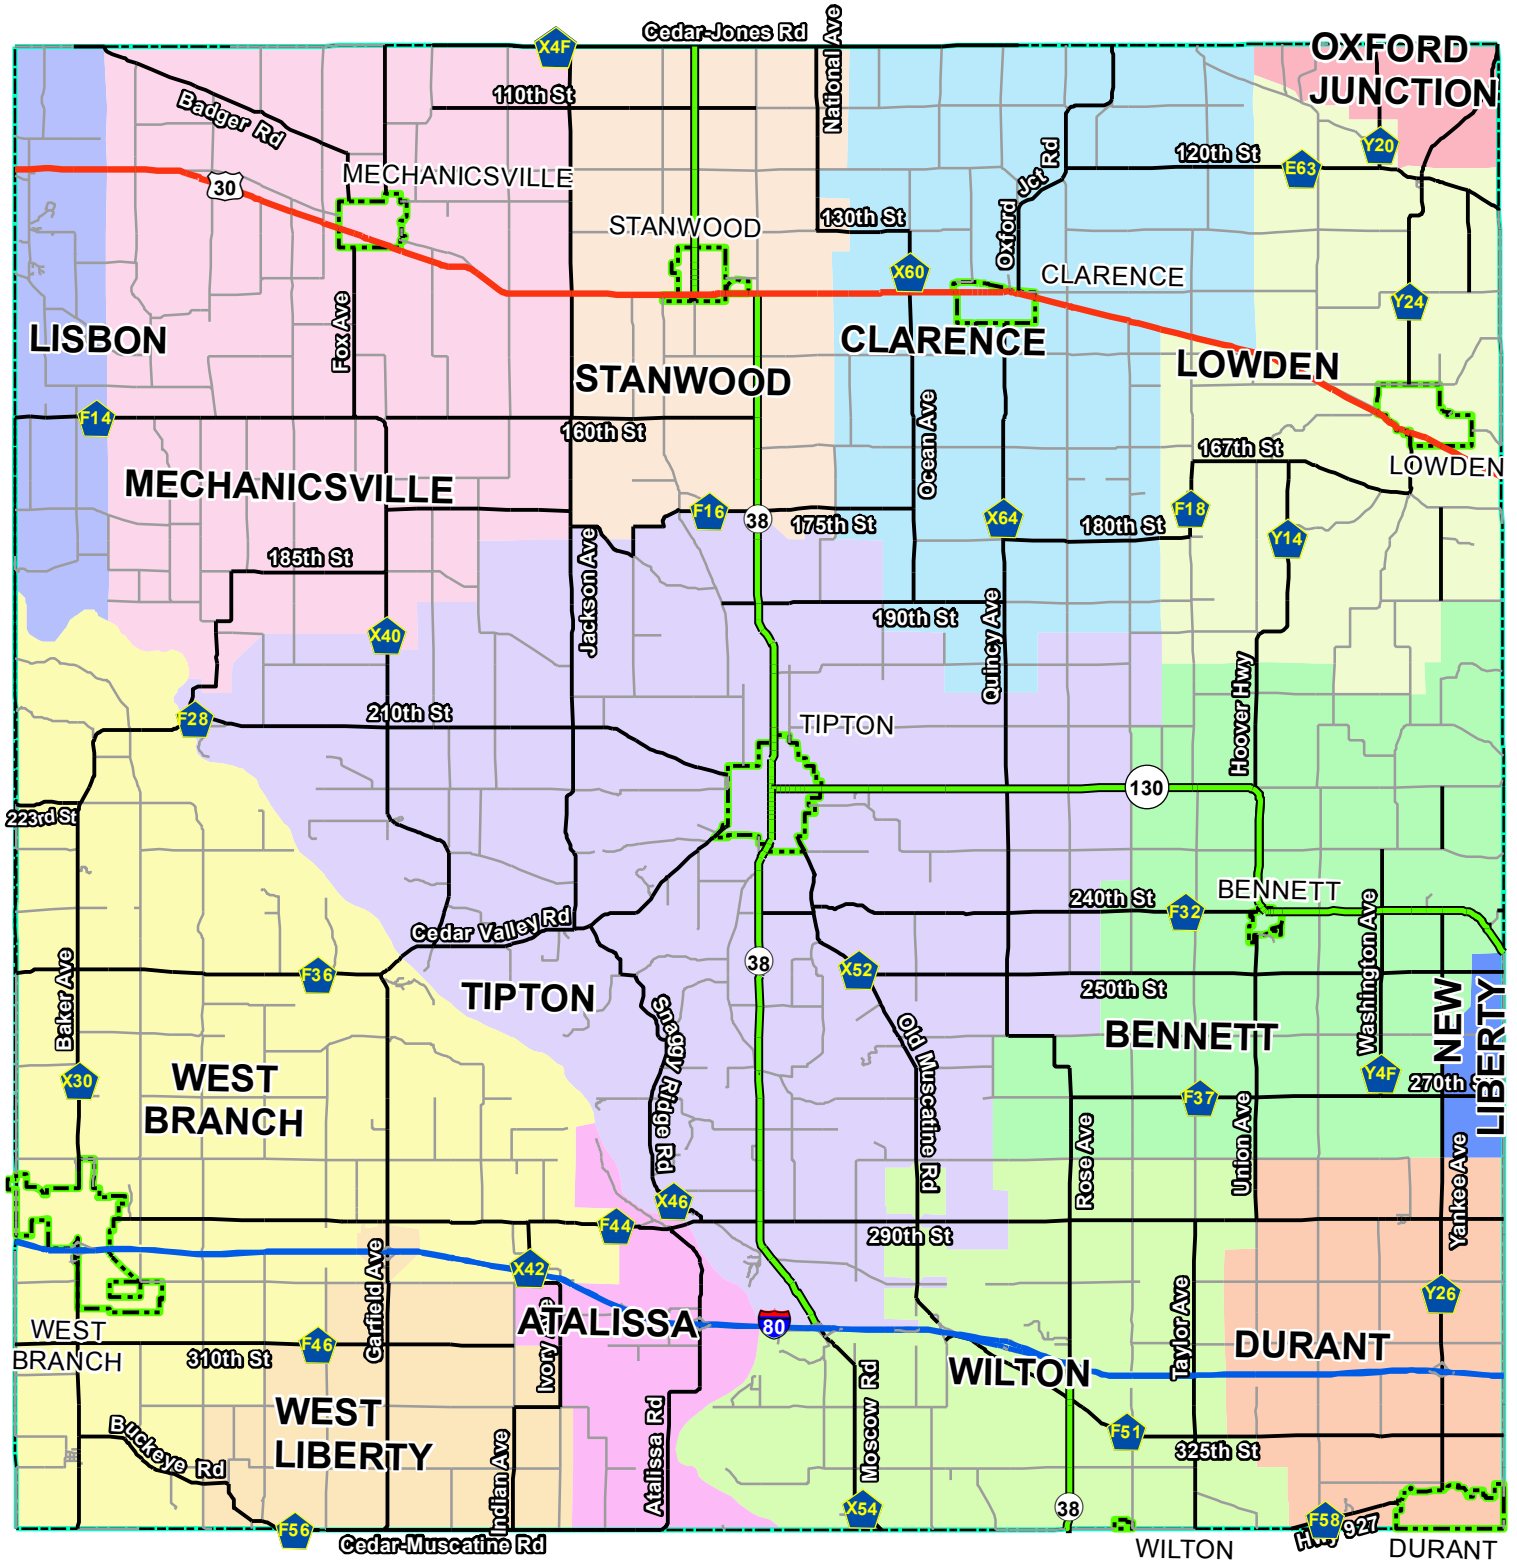 Cedar-Jones Rd
X4F
National Ave
OXFORD
JUNCTION
110th St
Badger Rd
Y20
120th St
E63
Oxford Jct Rd
30
MECHANICSVILLE
STANWOOD
130th St
X60
CLARENCE
Y24
Fox Ave
LISBON
CLARENCE
STANWOOD
LOWDEN
F14
160th St
Ocean Ave
167th St
LOWDEN
MECHANICSVILLE
F16
38
175th St
X64
180th St
F18
Y14
185th St
Jackson Ave
190th St
X40
Quincy Ave
Hoover Hwy
F28
210th St
TIPTON
130
223rd St
BENNETT
240th St
F32
Cedar Valley Rd
Washington Ave
F36
38
X52
250th St
Baker Ave
TIPTON
Snaggy Ridge Rd
Old Muscatine Rd
BENNETT
NEW
LIBERTY
X30
WEST
BRANCH
F37
Y4F
270th S
Rose Ave
Union Ave
Yankee Ave
X46
F44
290th St
Garfield Ave
X42
Ivory Ave
ATALISSA
80
Taylor Ave
Y26
WEST
BRANCH
F46
310th St
DURANT
WILTON
Moscow Rd
WEST
LIBERTY
Buckeye Rd
Indian Ave
Atalissa Rd
F51
325th St
X54
38
F56
Cedar-Muscatine Rd
F58
Hwy 927
WILTON
DURANT